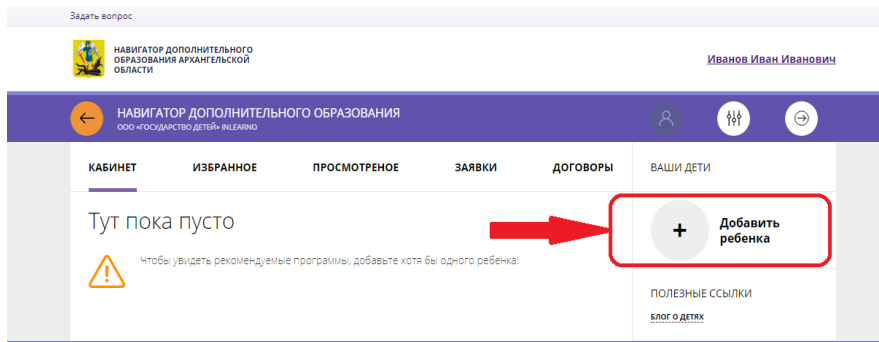 Задать вопрос
НАВИГАТОР ДОПОЛНИТЕЛЬНОГО
ОБРАЗОВАНИЯ АРХАНГЕЛЬСКОЙ
ОБЛАСТИ
Иванов Иван Иванович
НАВИГАТОР ДОПОЛНИТЕЛЬНОГО ОБРАЗОВАНИЯ
ООО «ГОСУДАРСТВО ДЕТЕЙ» INLEARNO
КАБИНЕТ ИЗБРАННОЕ ПРОСМОТРЕНОЕ ЗАЯВКИ ДОГОВОРЫ
Тут пока пусто
Чтобы увидеть рекомендуемые программы, добавьте хотя бы одного ребенка!
ВАШИ ДЕТИ
+ Добавить
ребенка
ПОЛЕЗНЫЕ ССЫЛКИ
БЛОГ О ДЕТЯХ